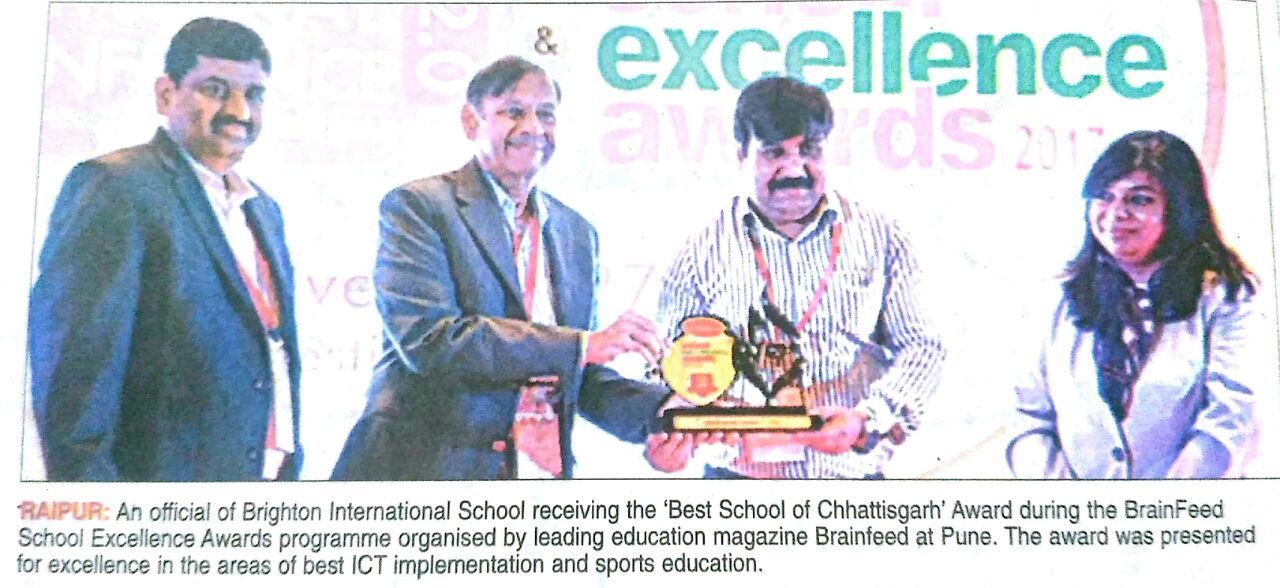 &
excellence
awards 2017
RAIPUR: An official of Brighton International School receiving the 'Best School of Chhattisgarh' Award during the BrainFeed
School Excellence Awards programme organised by leading education magazine Brainfeed at Pune. The award was presented
for excellence in the areas of best ICT implementation and sports education.